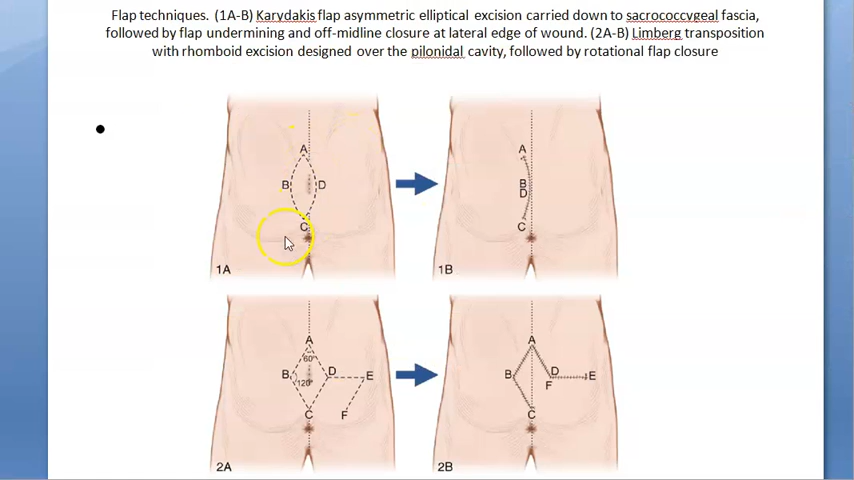 Flap techniques. (1A-B) Karydakis flap asymmetric elliptical excision carried down to sacrococcygeal fascia,
followed by flap undermining and off-midline closure at lateral edge of wound. (2A-B) Limberg transposition
with rhomboid excision designed over the pilonidal cavity, followed by rotational flap closure
A
B D
C
1A
A
B
D
C
1B
A
60°
B D E
120°
C F
2A
A
B D E
F
C
2B